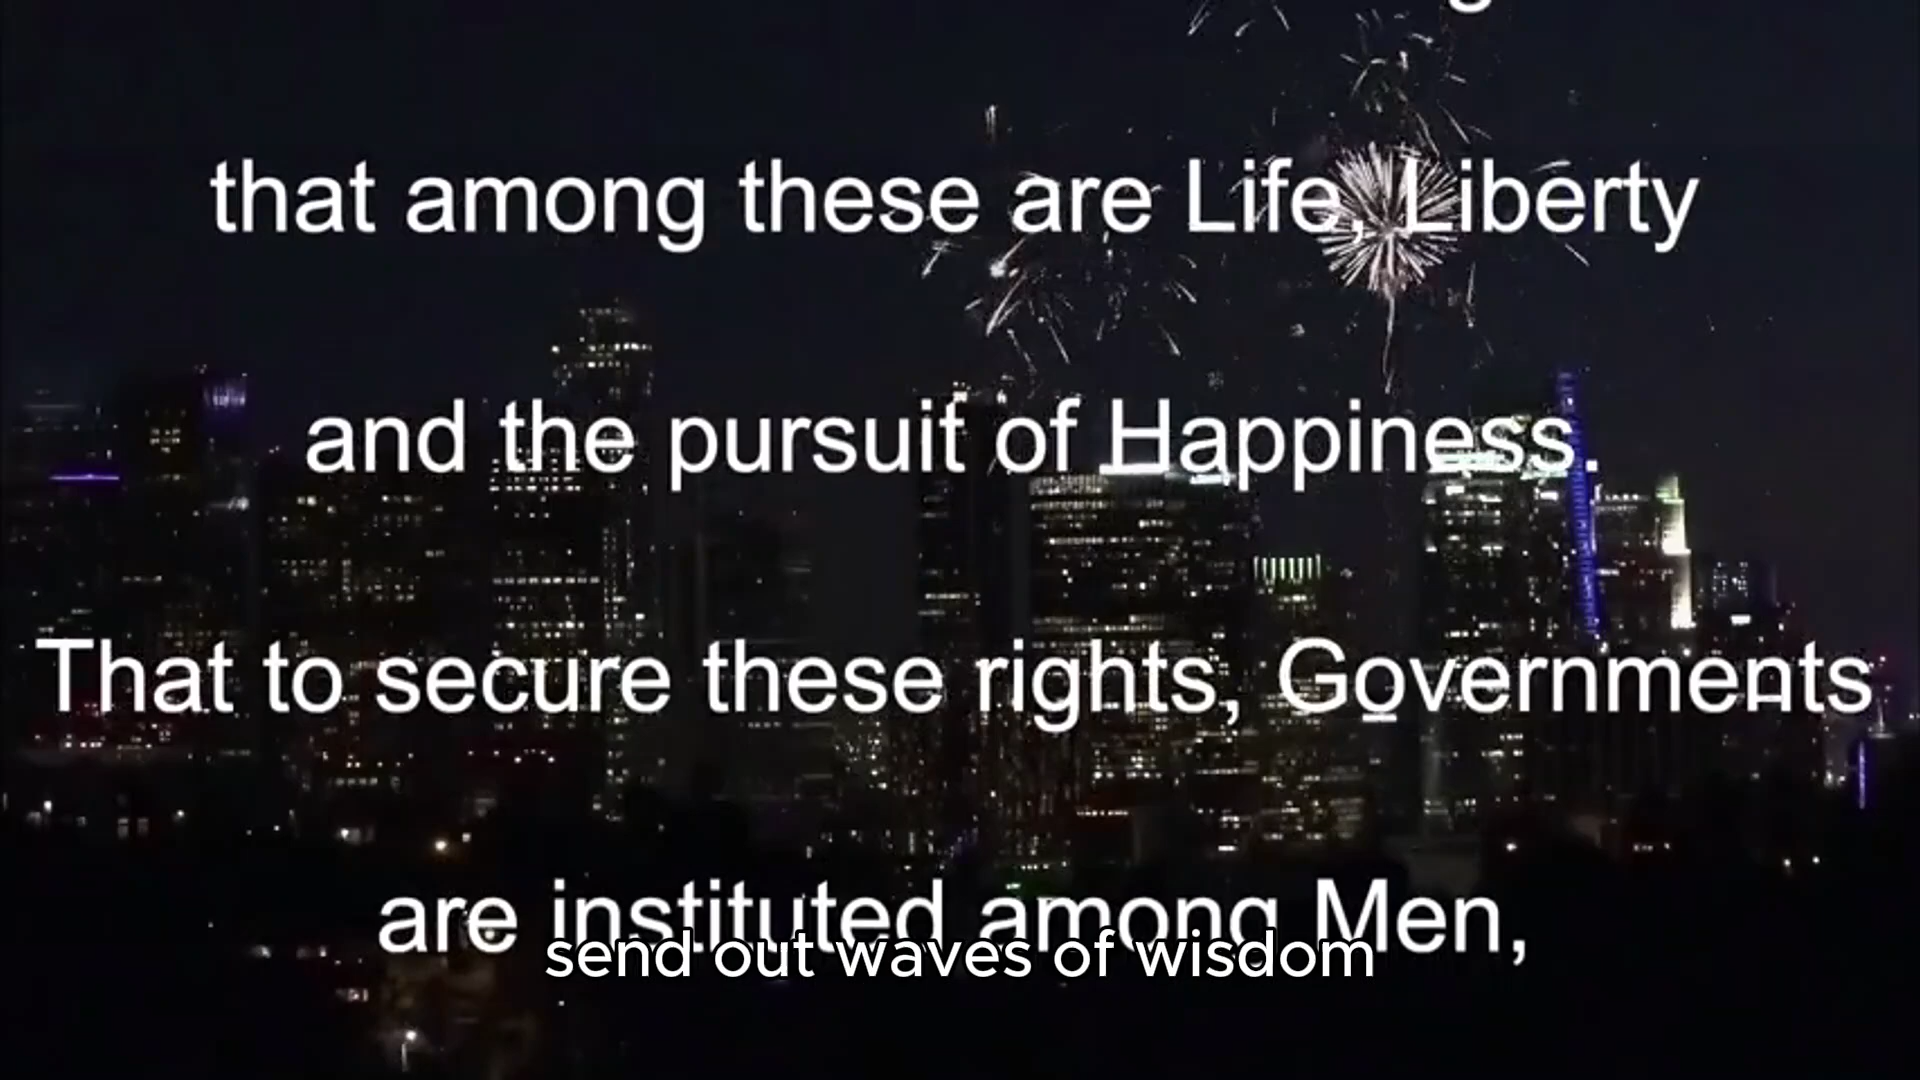 that among these are Life, Liberty
and the pursuit of Happiness.
That to secure these rights, Governments
are instituted among Men,
send out waves of wisdom